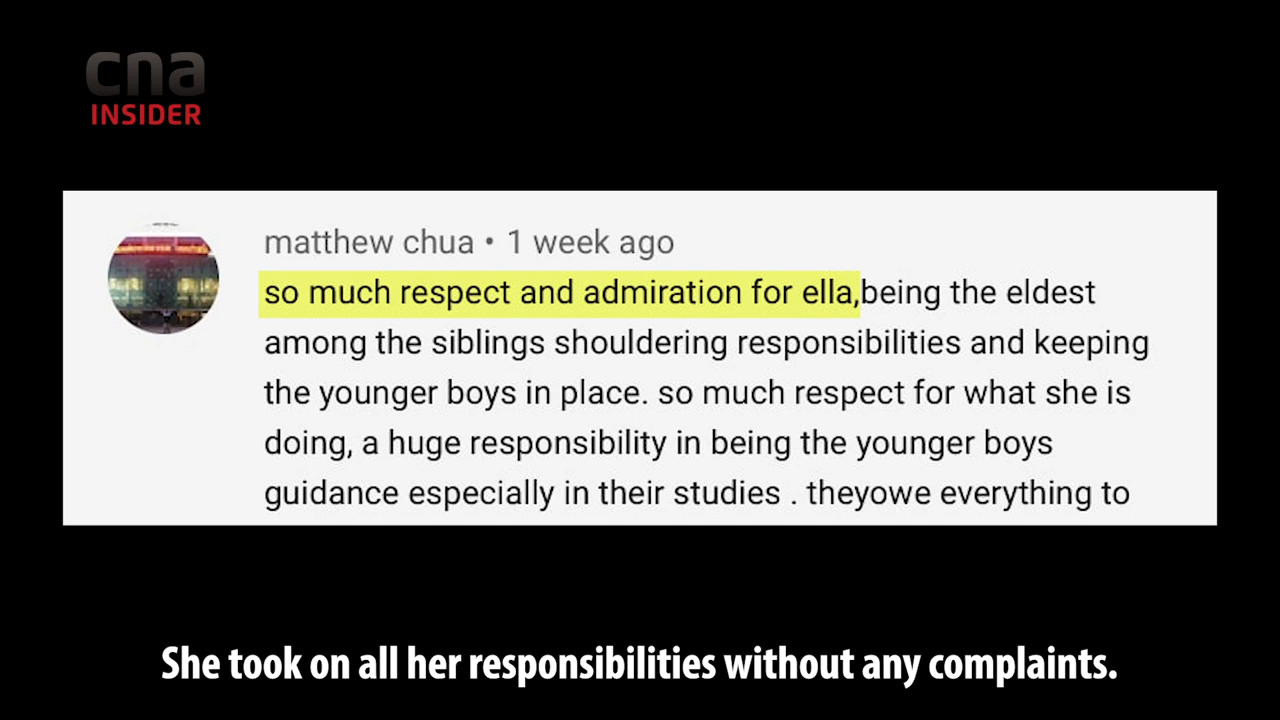 cna
INSIDER
matthew chua • 1 week ago
so much respect and admiration for ella,being the eldest
among the siblings shouldering responsibilities and keeping
the younger boys in place. so much respect for what she is
doing, a huge responsibility in being the younger boys
guidance especially in their studies . theyowe everything to
She took on all her responsibilities without any complaints.